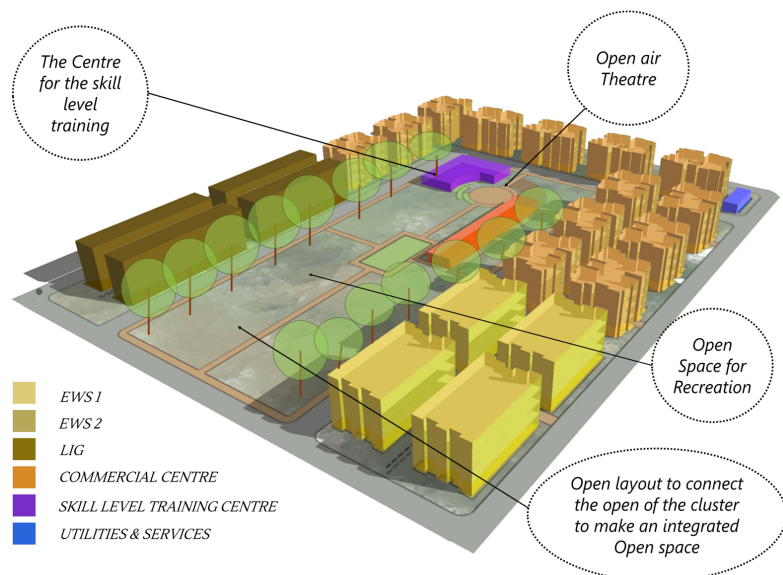 The Centre
for the skill
level
training
Open air
Theatre
Open
Space for
Recreation
Open layout to connect
the open of the cluster
to make an integrated
Open space
EWS 1
EWS 2
LIG
COMMERCIAL CENTRE
SKILL LEVEL TRAINING CENTRE
UTILITIES & SERVICES